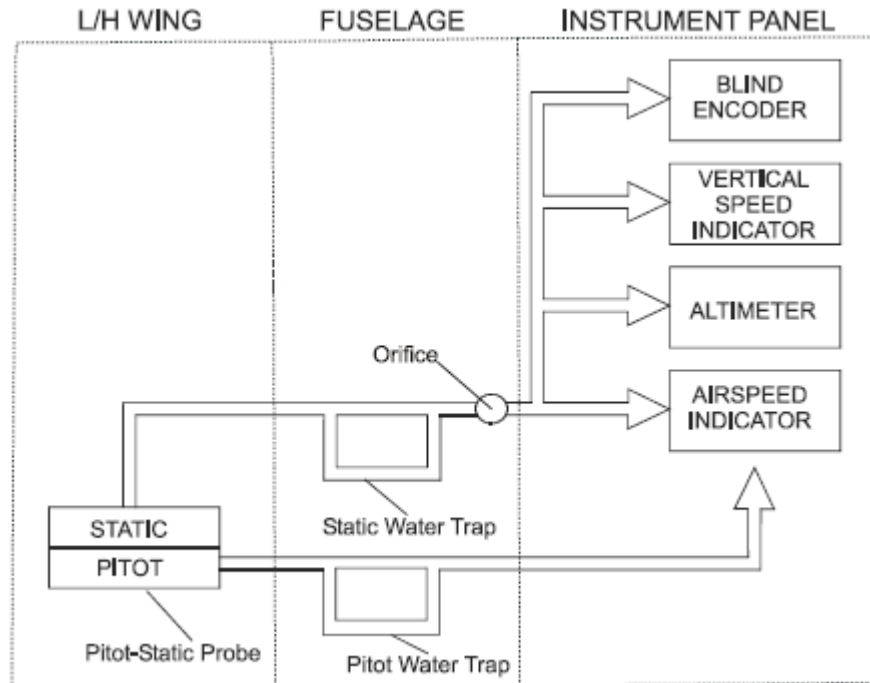 L/H WING
FUSELAGE
INSTRUMENT PANEL
BLIND
ENCODER
VERTICAL
SPEED
INDICATOR
ALTIMETER
Orifice
AIRSPEED
INDICATOR
Static Water Trap
STATIC
PITOT
Pitot-Static Probe
Pitot Water Trap